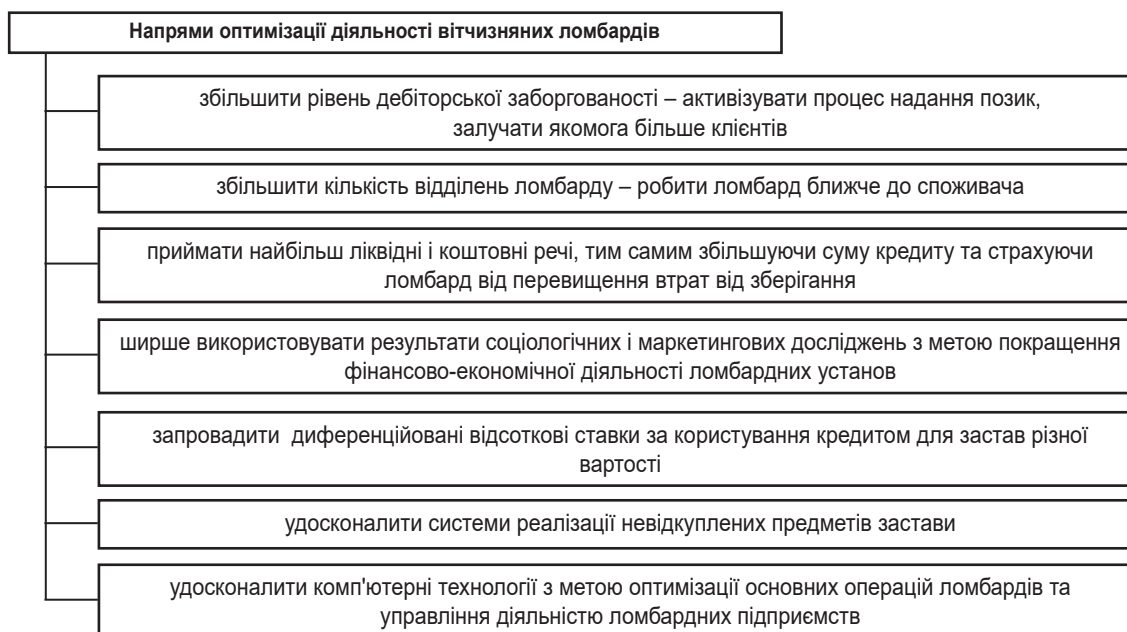 Напрями оптимізації діяльності вітчизняних ломбардів
збільшити рівень дебіторської заборгованості – активізувати процес надання позик,
залучати якомога більше клієнтів
збільшити кількість відділень ломбарду – робити ломбард ближче до споживача
приймати найбільш ліквідні і коштовні речі, тим самим збільшуючи суму кредиту та страхуючи
ломбард від перевищення втрат від зберігання
ширше використовувати результати соціологічних і маркетингових досліджень з метою покращення
фінансово-економічної діяльності ломбардних установ
запровадити диференційовані відсоткові ставки за користування кредитом для застав різної
вартості
удосконалити системи реалізації невідкуплених предметів застави
удосконалити комп'ютерні технології з метою оптимізації основних операцій ломбардів та
управління діяльністю ломбардних підприємств